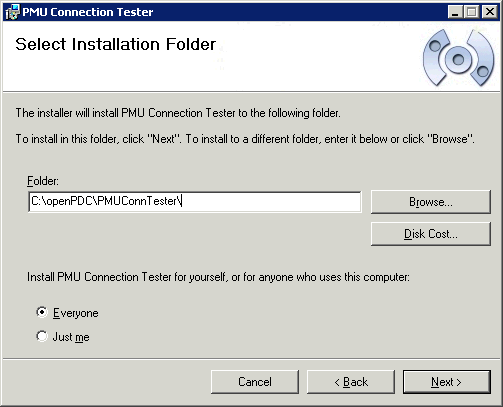 PMU Connection Tester
Select Installation Folder
The installer will install PMU Connection Tester to the following folder.
To install in this folder, click "Next". To install to a different folder, enter it below or click "Browse".
Folder:
C:\openPDC\PMUConnTester\
Browse...
Disk Cost...
Install PMU Connection Tester for yourself, or for anyone who uses this computer:
Everyone
Just me
Cancel
< Back
Next >